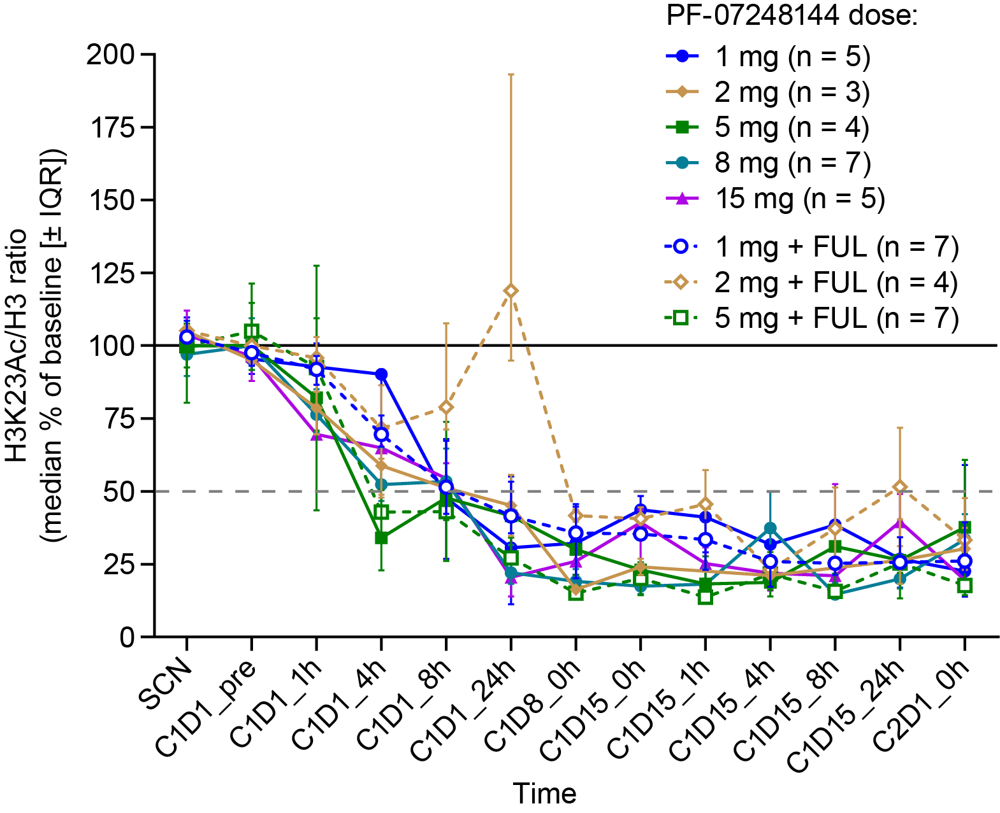 PF-07248144 dose:
1 mg (n = 5)
2 mg (n = 3)
5 mg (n = 4)
8 mg (n = 7)
15 mg (n = 5)
1 mg + FUL (n = 7)
2 mg + FUL (n = 4)
5 mg + FUL (n = 7)
H3K23Ac/H3 ratio
(median % of baseline [± IQR])
200
175
150
125
100
75
50
25
0
SCN
C1D1_pre
C1D1_1h
C1D1_4h
C1D1_8h
C1D1_24h
C1D8_0h
C1D15_0h
C1D15_1h
C1D15_4h
C1D15_8h
C1D15_24h
C2D1_0h
Time